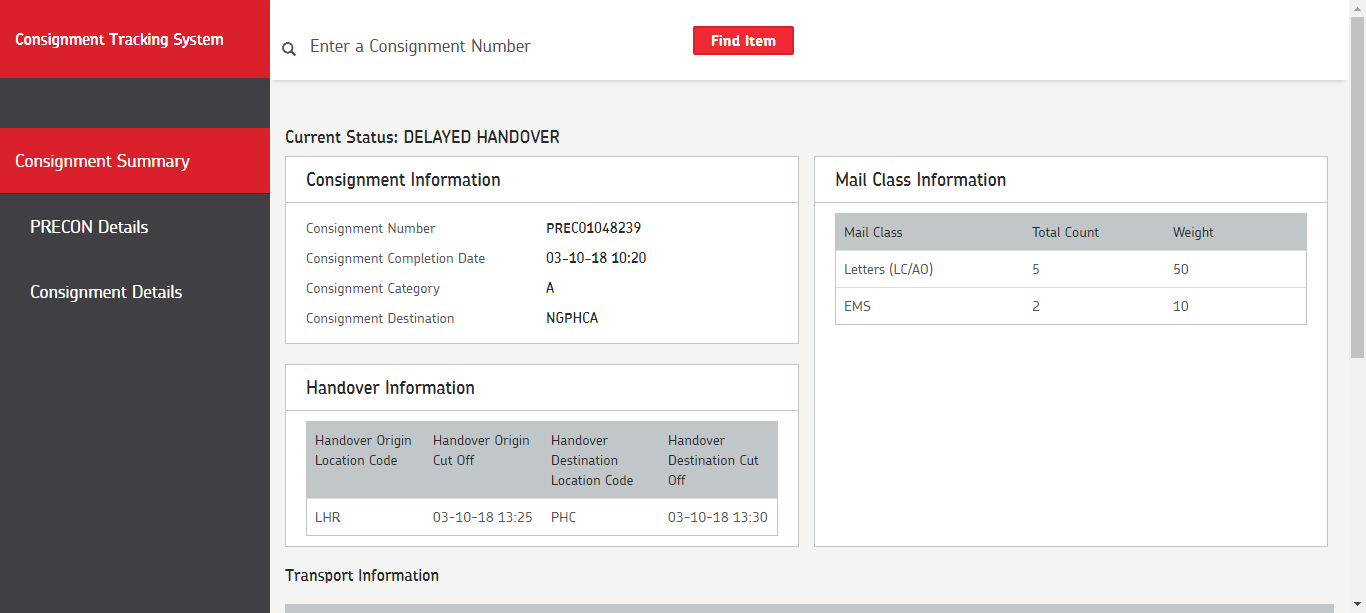 Consignment Tracking System
Enter a Consignment Number
Find Item
Consignment Summary
PRECON Details
Consignment Details
Current Status: DELAYED HANDOVER
Consignment Information
Consignment Number PREC01048239
Consignment Completion Date 03-10-18 10:20
Consignment Category A
Consignment Destination NGPHCA
Mail Class Information
Mail Class Total Count Weight
Letters (LC/AO) 5 50
EMS 2 10
Handover Information
Handover Origin Handover Origin Handover Handover
Location Code Cut Off Destination Destination Cut
Location Code Off
LHR 03-10-18 13:25 PHC 03-10-18 13:30
Transport Information